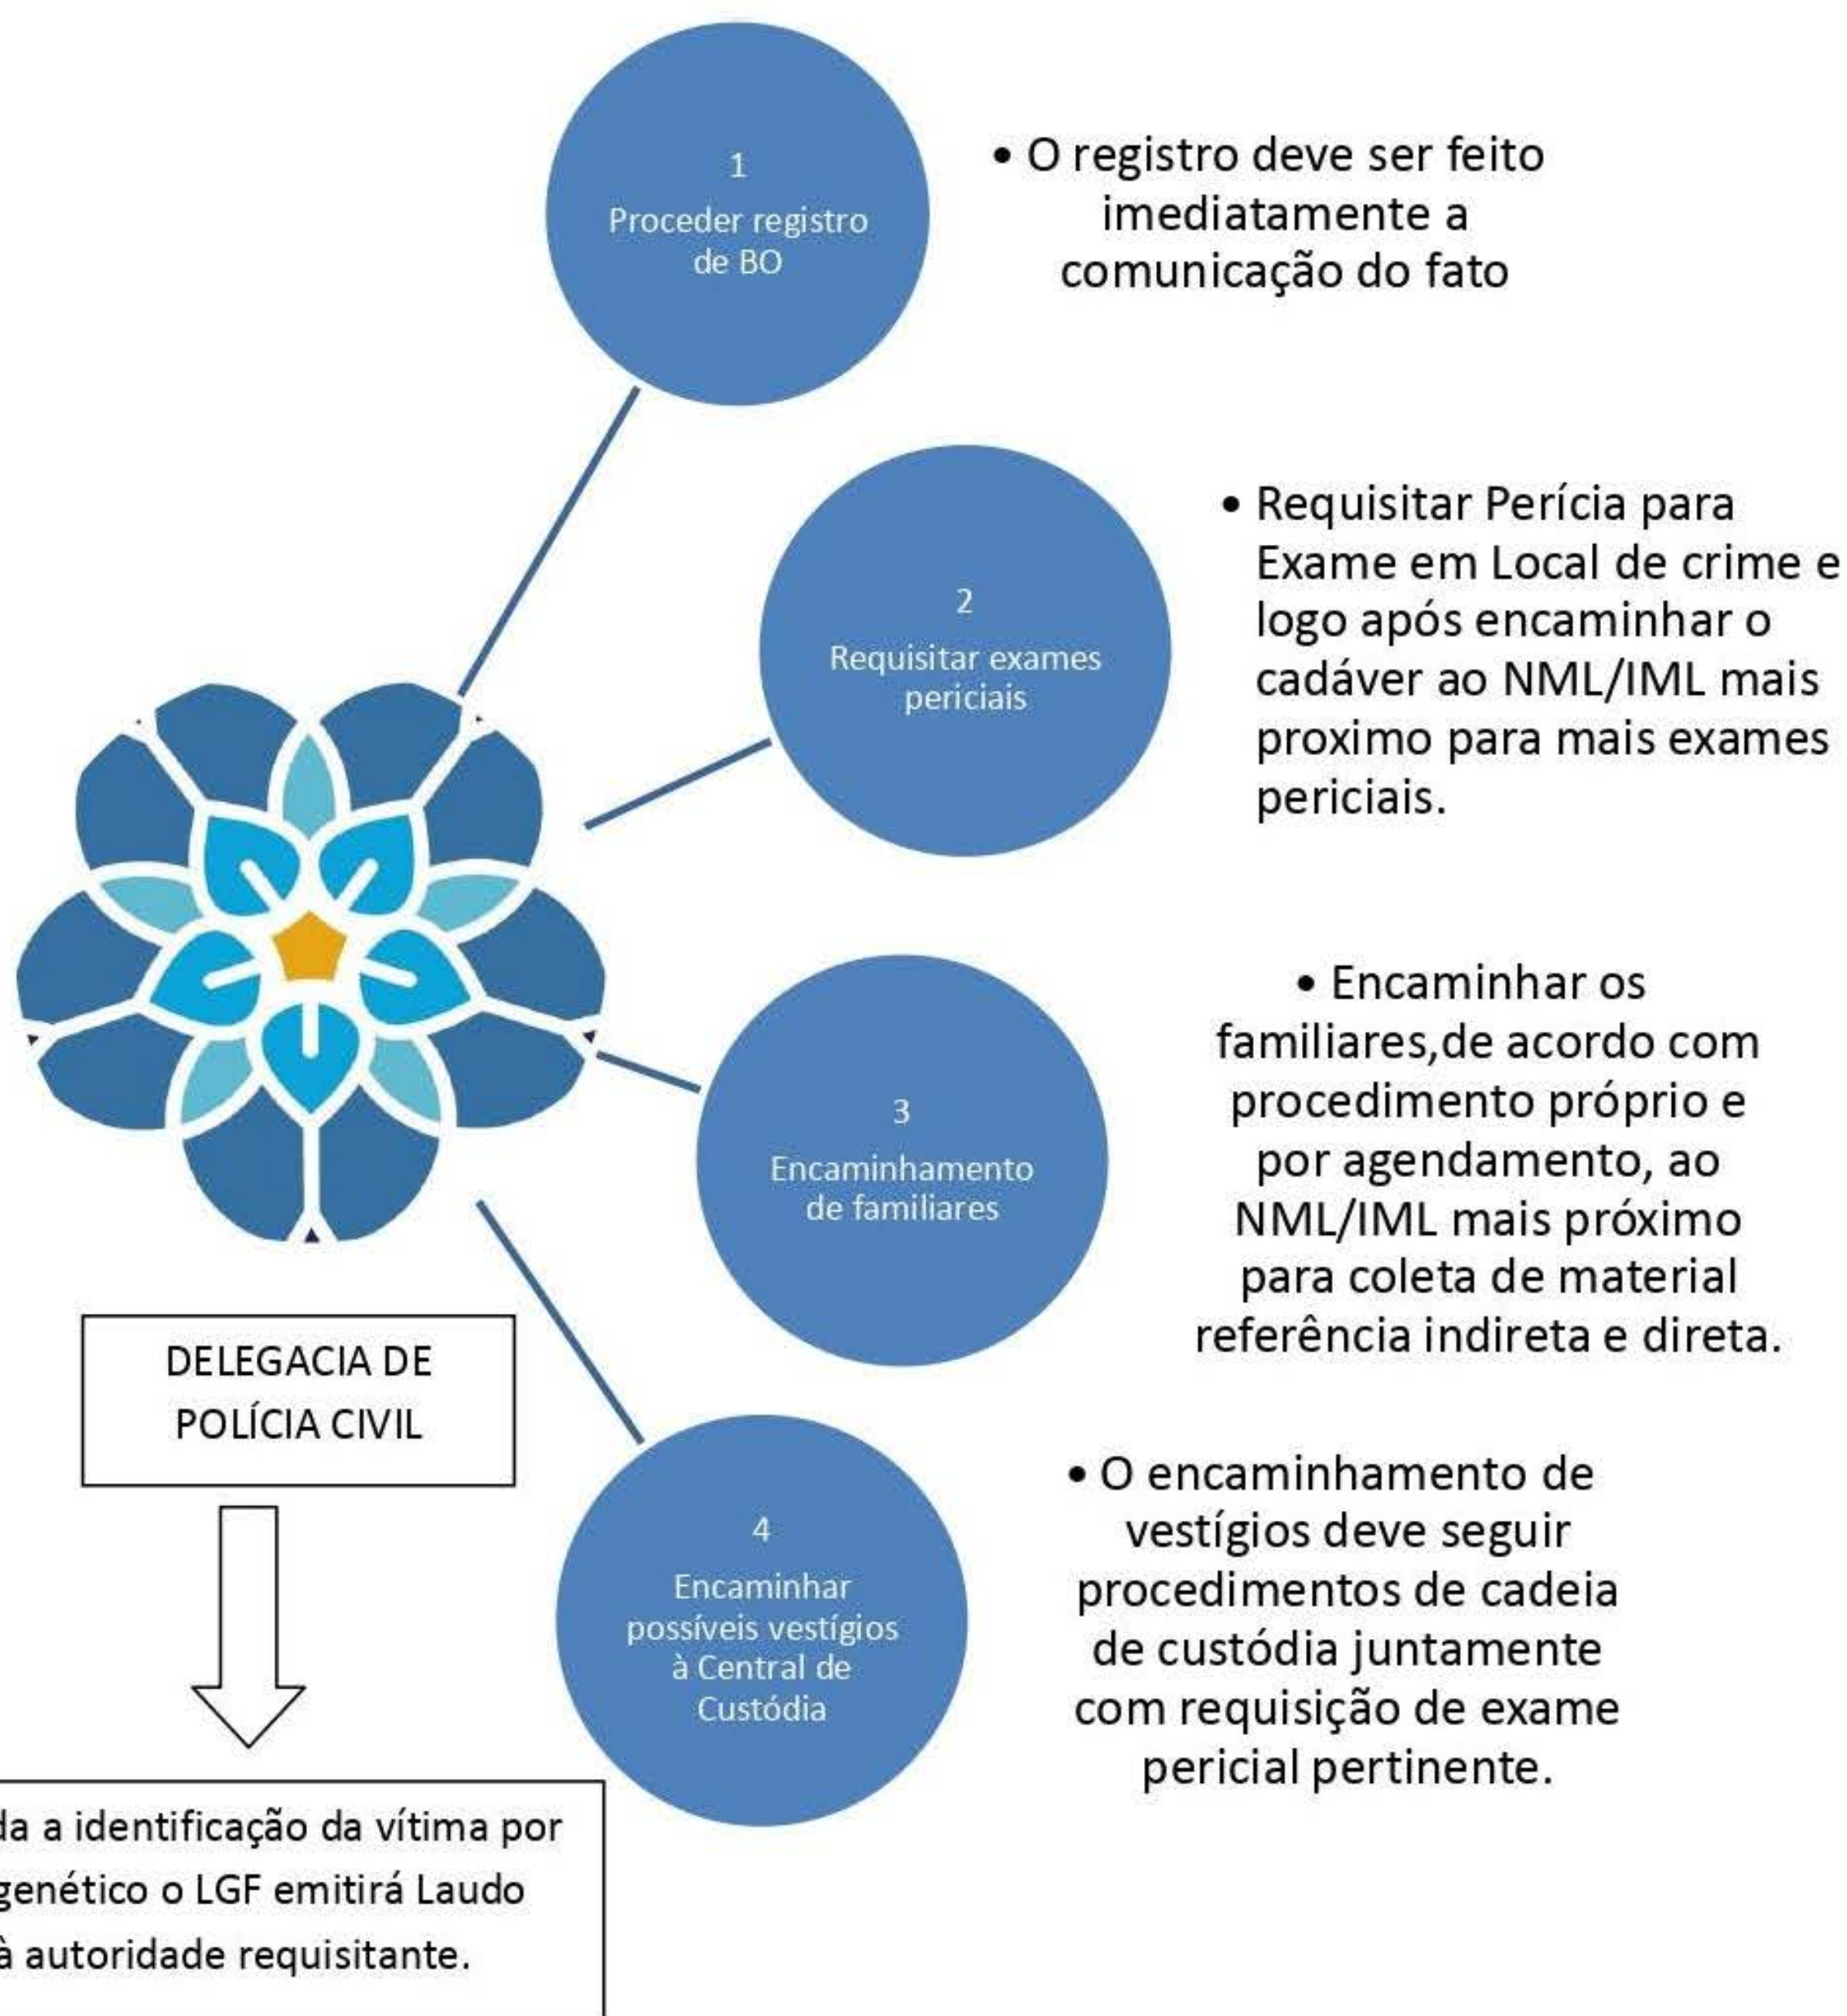 1
Proceder registro
de BO
• O registro deve ser feito
imediatamente a
comunicação do fato
2
Requisitar exames
periciais
• Requisitar Perícia para
Exame em Local de crime e
logo após encaminhar o
cadáver ao NML/IML mais
proximo para mais exames
periciais.
3
Encaminhamento
de familiares
• Encaminhar os
familiares,de acordo com
procedimento próprio e
por agendamento, ao
NML/IML mais próximo
para coleta de material
referência indireta e direta.
4
Encaminhar
possíveis vestígios
à Central de
Custódia
• O encaminhamento de
vestígios deve seguir
procedimentos de cadeia
de custódia juntamente
com requisição de exame
pericial pertinente.
DELEGACIA DE
POLÍCIA CIVIL
a identificação da vítima por
genético o LGF emitirá Laudo
à autoridade requisitante.